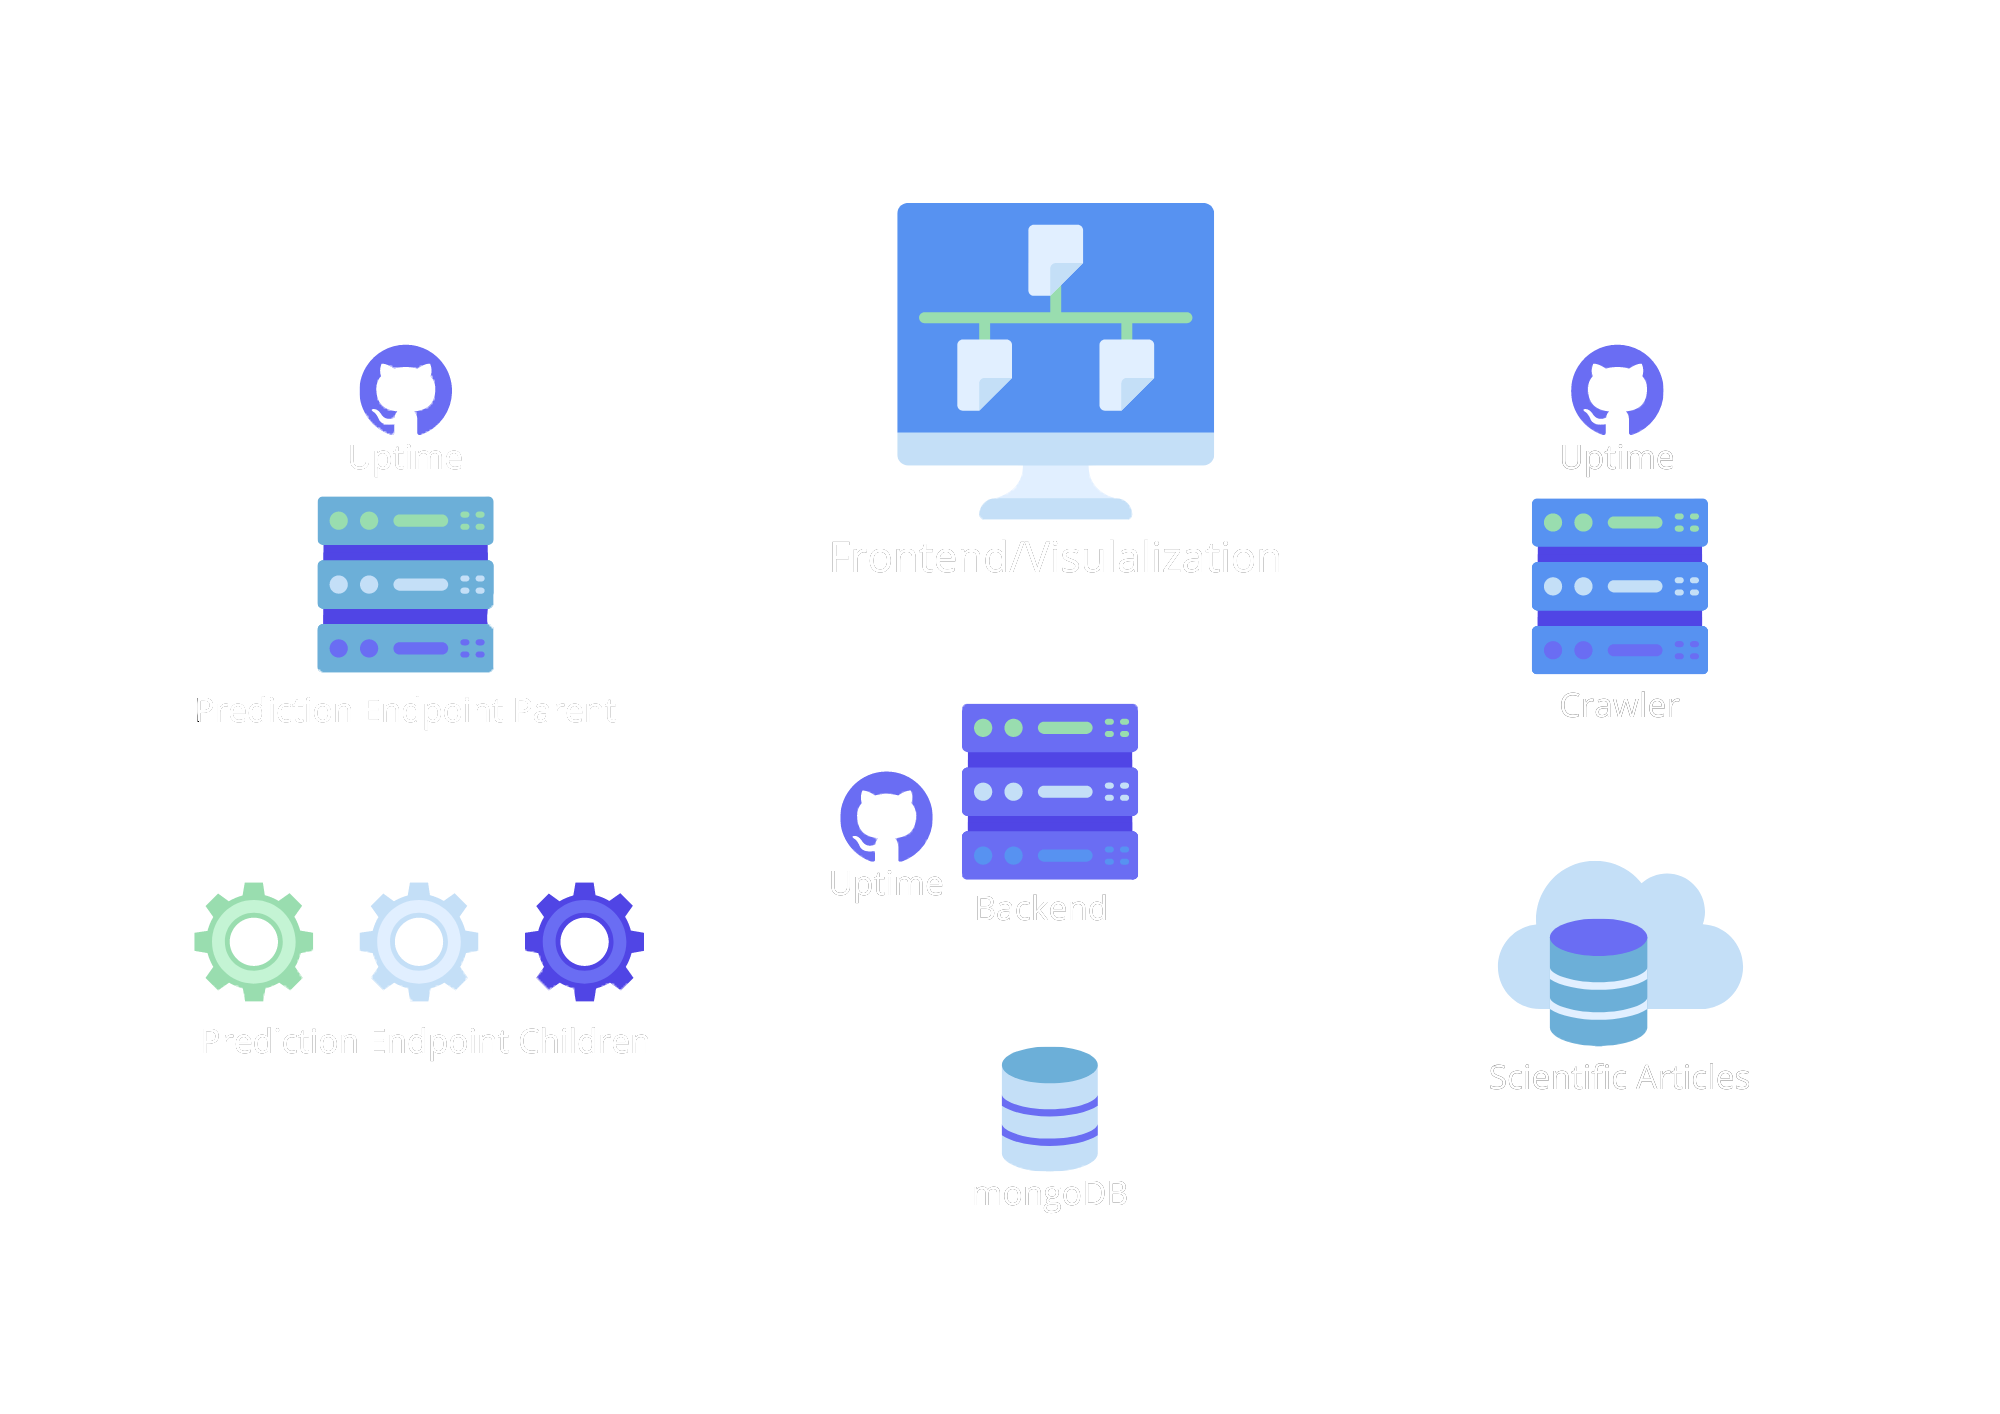 Uptime
Uptime
Frontend/Visulalization
Prediction Endpoint Parent
Crawler
Uptime
Backend
Prediction Endpoint Children
Scientific Articles
mongoDB